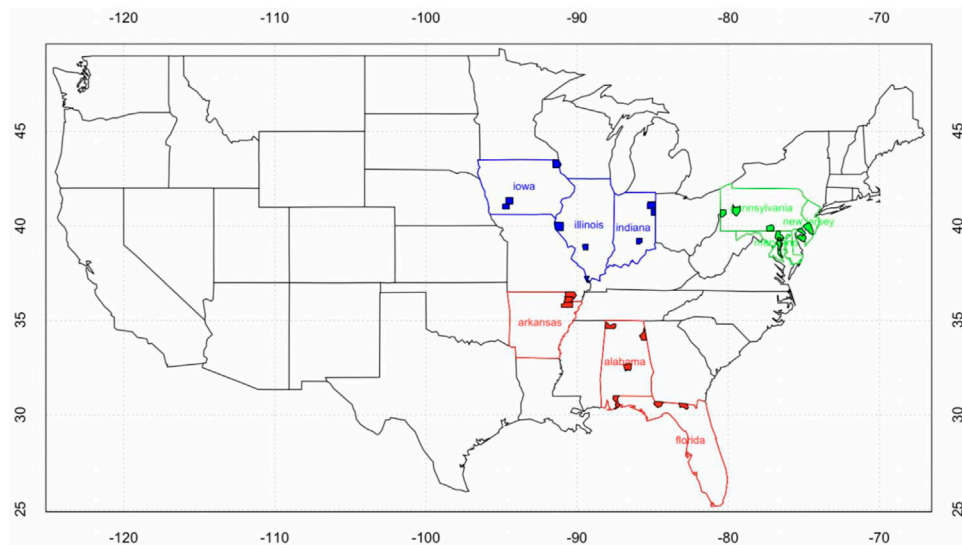 -120 -110 -100 -90 -80 -70
45 45
iowa
nnsylvania
illinois indiana new jersey
40 40
35 35
arkansas
alabama
30 30
florida
25 25
-120 -110 -100 -90 -80 -70